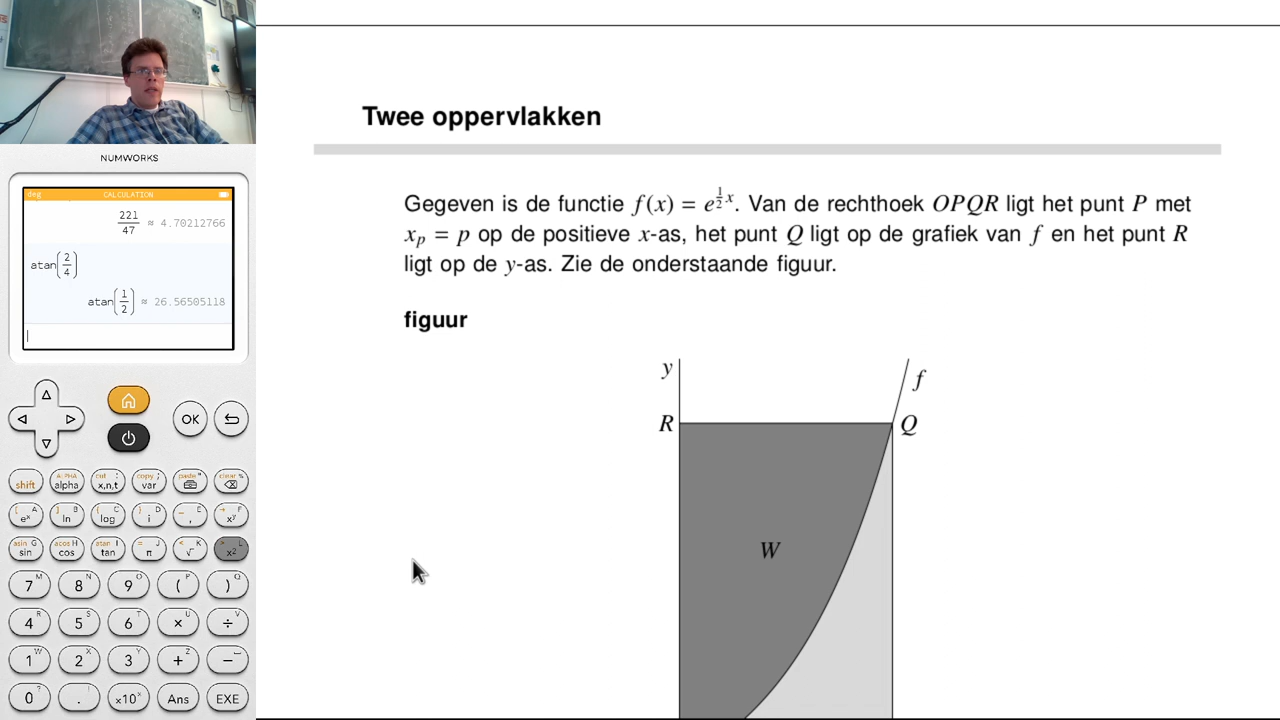 NUMWORKS
deg CALCULATION
221/47 ≈ 4.70212766
atan(2/4)
atan(1/2) ≈ 26.56505118
OK
shift alpha x,n,t var
e^x ln log i , x^y
sin cos tan π √ x²
7 8 9 ( )
4 5 6 × ÷
1 2 3 + −
0 . ×10^x Ans EXE
Twee oppervlakken
Gegeven is de functie f(x) = e^{½x}. Van de rechthoek OPQR ligt het punt P met
x_p = p op de positieve x-as, het punt Q ligt op de grafiek van f en het punt R
ligt op de y-as. Zie de onderstaande figuur.
figuur
y
f
R
Q
W